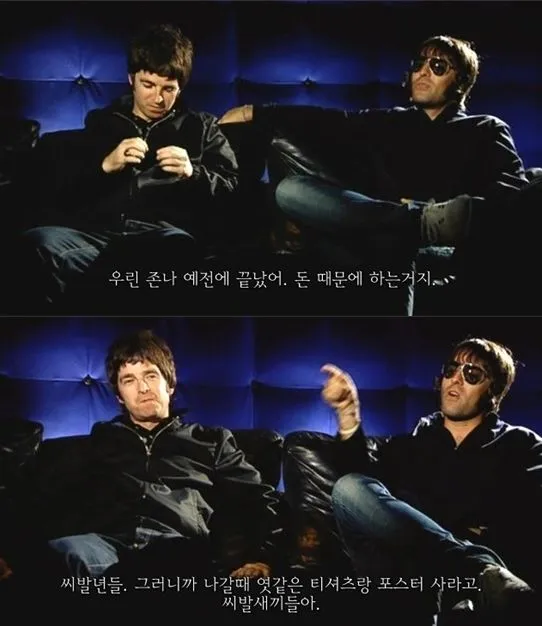 우린 존나 예전에 끝났어. 돈 때문에 하는거지.
씨발년들. 그러니까 나갈때 엿같은 티셔츠랑 포스터 사라고.
씨발새끼들아.